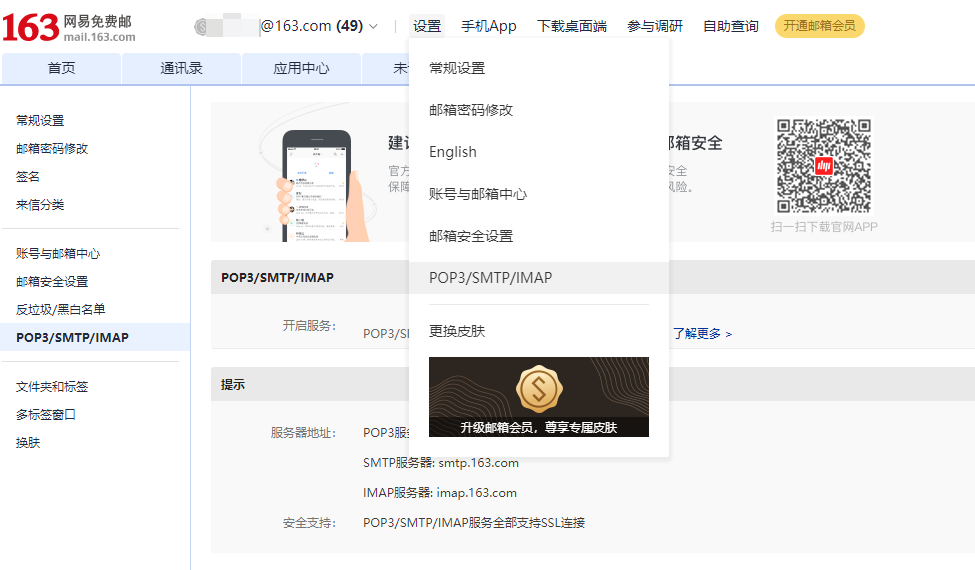 163 网易免费邮
mail.163.com
@163.com (49)
设置 手机App 下载桌面端 参与调研 自助查询 开通邮箱会员
首页 通讯录 应用中心 未
常规设置
邮箱密码修改
签名
来信分类
账号与邮箱中心
邮箱安全设置
反垃圾/黑白名单
POP3/SMTP/IMAP
文件夹和标签
多标签窗口
换肤
常规设置
邮箱密码修改
English
账号与邮箱中心
邮箱安全设置
POP3/SMTP/IMAP
更换皮肤
升级邮箱会员，尊享专属皮肤
建
邮箱安全
官方
安全
保障
风险。
扫一扫下载官网APP
POP3/SMTP/IMAP
开启服务：
POP3/S
了解更多 >
提示
服务器地址：
POP3服
SMTP服务器: smtp.163.com
IMAP服务器: imap.163.com
安全支持：
POP3/SMTP/IMAP服务全部支持SSL连接